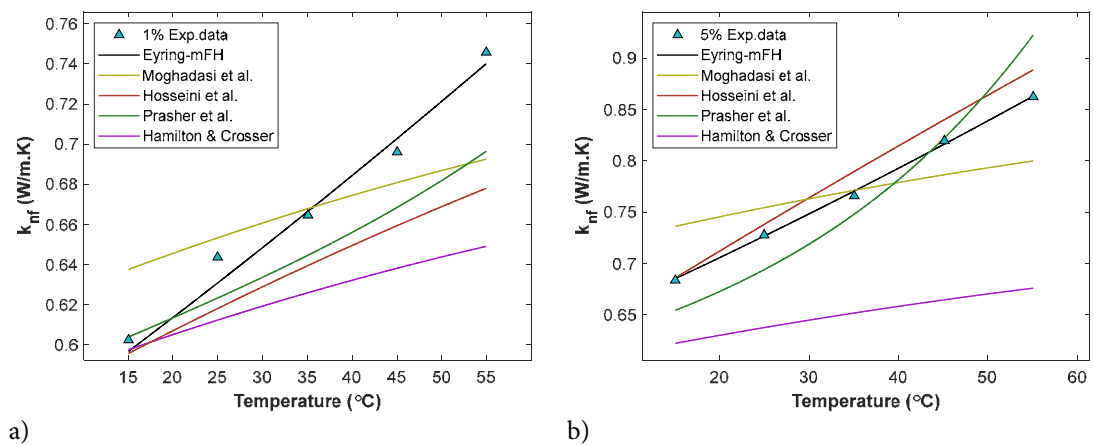 0.76
0.74
0.72
0.7
0.68
0.66
0.64
0.62
0.6
k_nf (W/m.K)
1% Exp.data
Eyring-mFH
Moghadasi et al.
Hosseini et al.
Prasher et al.
Hamilton & Crosser
15 20 25 30 35 40 45 50 55
Temperature (°C)
a)
0.9
0.85
0.8
0.75
0.7
0.65
k_nf (W/m.K)
5% Exp.data
Eyring-mFH
Moghadasi et al.
Hosseini et al.
Prasher et al.
Hamilton & Crosser
20 30 40 50 60
Temperature (°C)
b)